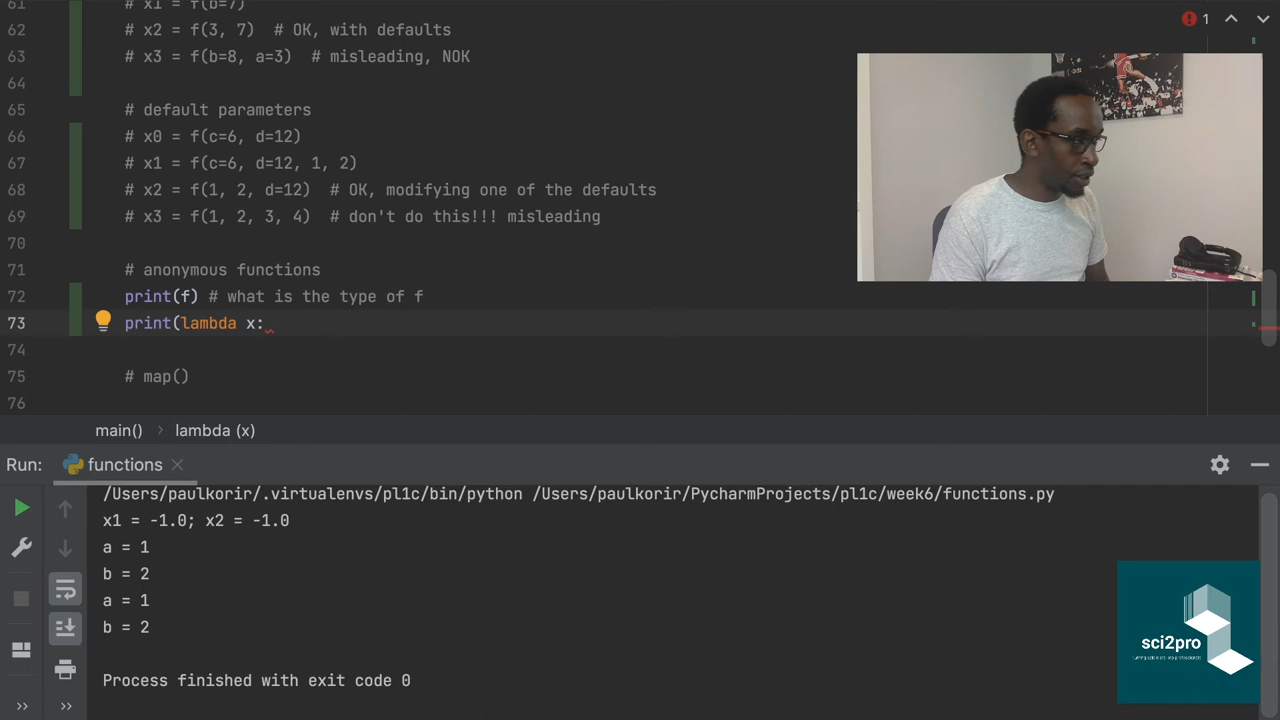 61 # x1 = f(b=7)
62 # x2 = f(3, 7)  # OK, with defaults
63 # x3 = f(b=8, a=3)  # misleading, NOK
64
65 # default parameters
66 # x0 = f(c=6, d=12)
67 # x1 = f(c=6, d=12, 1, 2)
68 # x2 = f(1, 2, d=12)  # OK, modifying one of the defaults
69 # x3 = f(1, 2, 3, 4)  # don't do this!!! misleading
70
71 # anonymous functions
72 print(f) # what is the type of f
73 print(lambda x:
74
75 # map()
76
1
main() > lambda (x)
Run: functions
/Users/paulkorir/.virtualenvs/pl1c/bin/python /Users/paulkorir/PycharmProjects/pl1c/week6/functions.py
x1 = -1.0; x2 = -1.0
a = 1
b = 2
a = 1
b = 2
Process finished with exit code 0
sci2pro